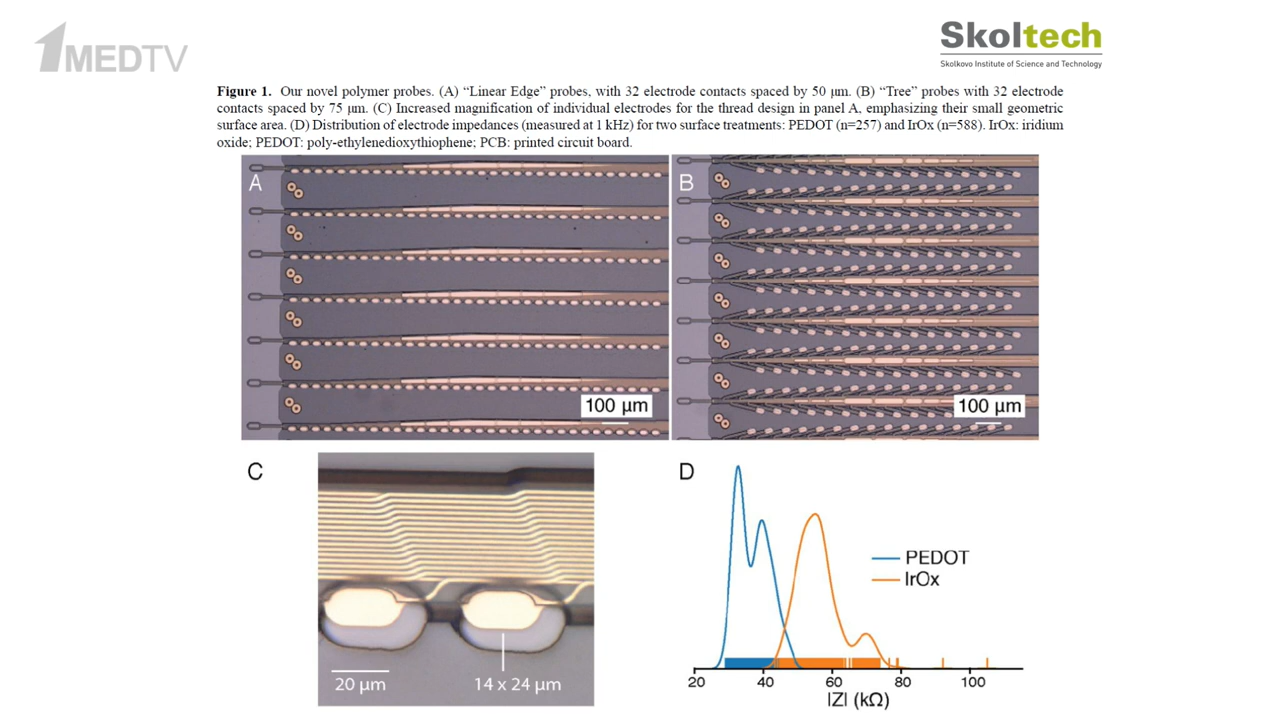 1MEDTV
Skoltech
Skolkovo Institute of Science and Technology
Figure 1. Our novel polymer probes. (A) “Linear Edge” probes, with 32 electrode contacts spaced by 50 μm. (B) “Tree” probes with 32 electrode
contacts spaced by 75 μm. (C) Increased magnification of individual electrodes for the thread design in panel A, emphasizing their small geometric
surface area. (D) Distribution of electrode impedances (measured at 1 kHz) for two surface treatments: PEDOT (n=257) and IrOx (n=588). IrOx: iridium
oxide; PEDOT: poly-ethylenedioxythiophene; PCB: printed circuit board.
A
100 μm
B
100 μm
C
20 μm
14 x 24 μm
D
PEDOT
IrOx
20 40 60 80 100
|Z| (kΩ)